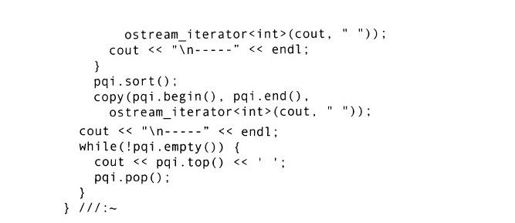 ostream_iterator<int>(cout, " "));
cout << "\n-----" << endl;
}
pqi.sort();
copy(pqi.begin(), pqi.end(),
ostream_iterator<int>(cout, " "));
cout << "\n-----" << endl;
while(!pqi.empty()) {
cout << pqi.top() << ' ';
pqi.pop();
}
} ///:~